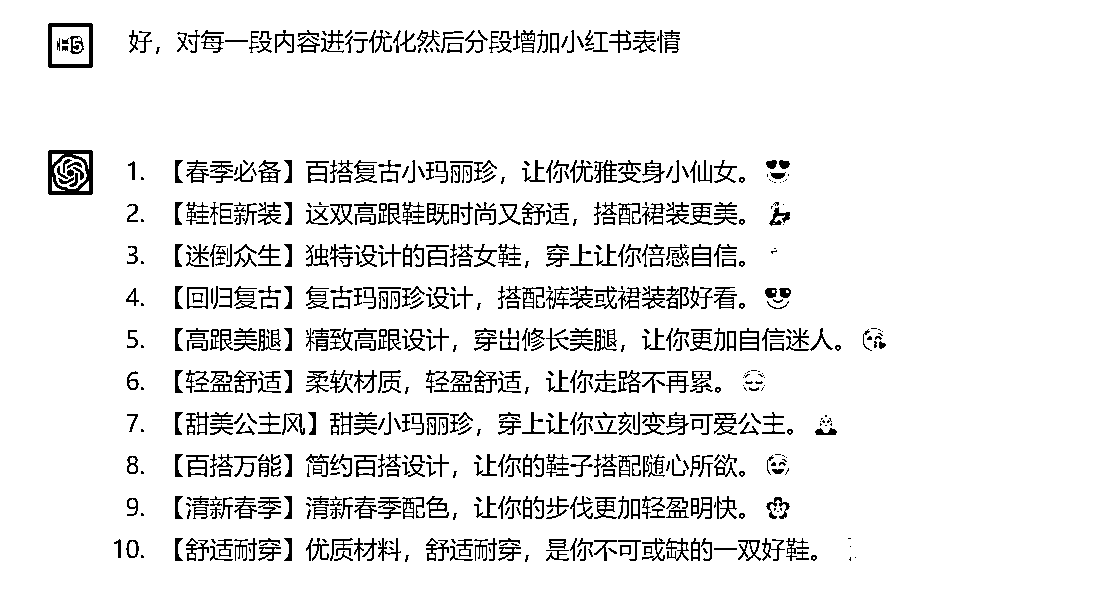 好，对每一段内容进行优化然后分段增加小红书表情
1. 【春季必备】百搭复古小玛丽珍，让你优雅变身小仙女。😍
2. 【鞋柜新装】这双高跟鞋既时尚又舒适，搭配裙装更美。💃
3. 【迷倒众生】独特设计的百搭女鞋，穿上让你倍感自信。
4. 【回归复古】复古玛丽珍设计，搭配裤装或裙装都好看。😎
5. 【高跟美腿】精致高跟设计，穿出修长美腿，让你更加自信迷人。😘
6. 【轻盈舒适】柔软材质，轻盈舒适，让你走路不再累。😌
7. 【甜美公主风】甜美小玛丽珍，穿上让你立刻变身可爱公主。👸
8. 【百搭万能】简约百搭设计，让你的鞋子搭配随心所欲。😉
9. 【清新春季】清新春季配色，让你的步伐更加轻盈明快。🌸
10. 【舒适耐穿】优质材料，舒适耐穿，是你不可或缺的一双好鞋。